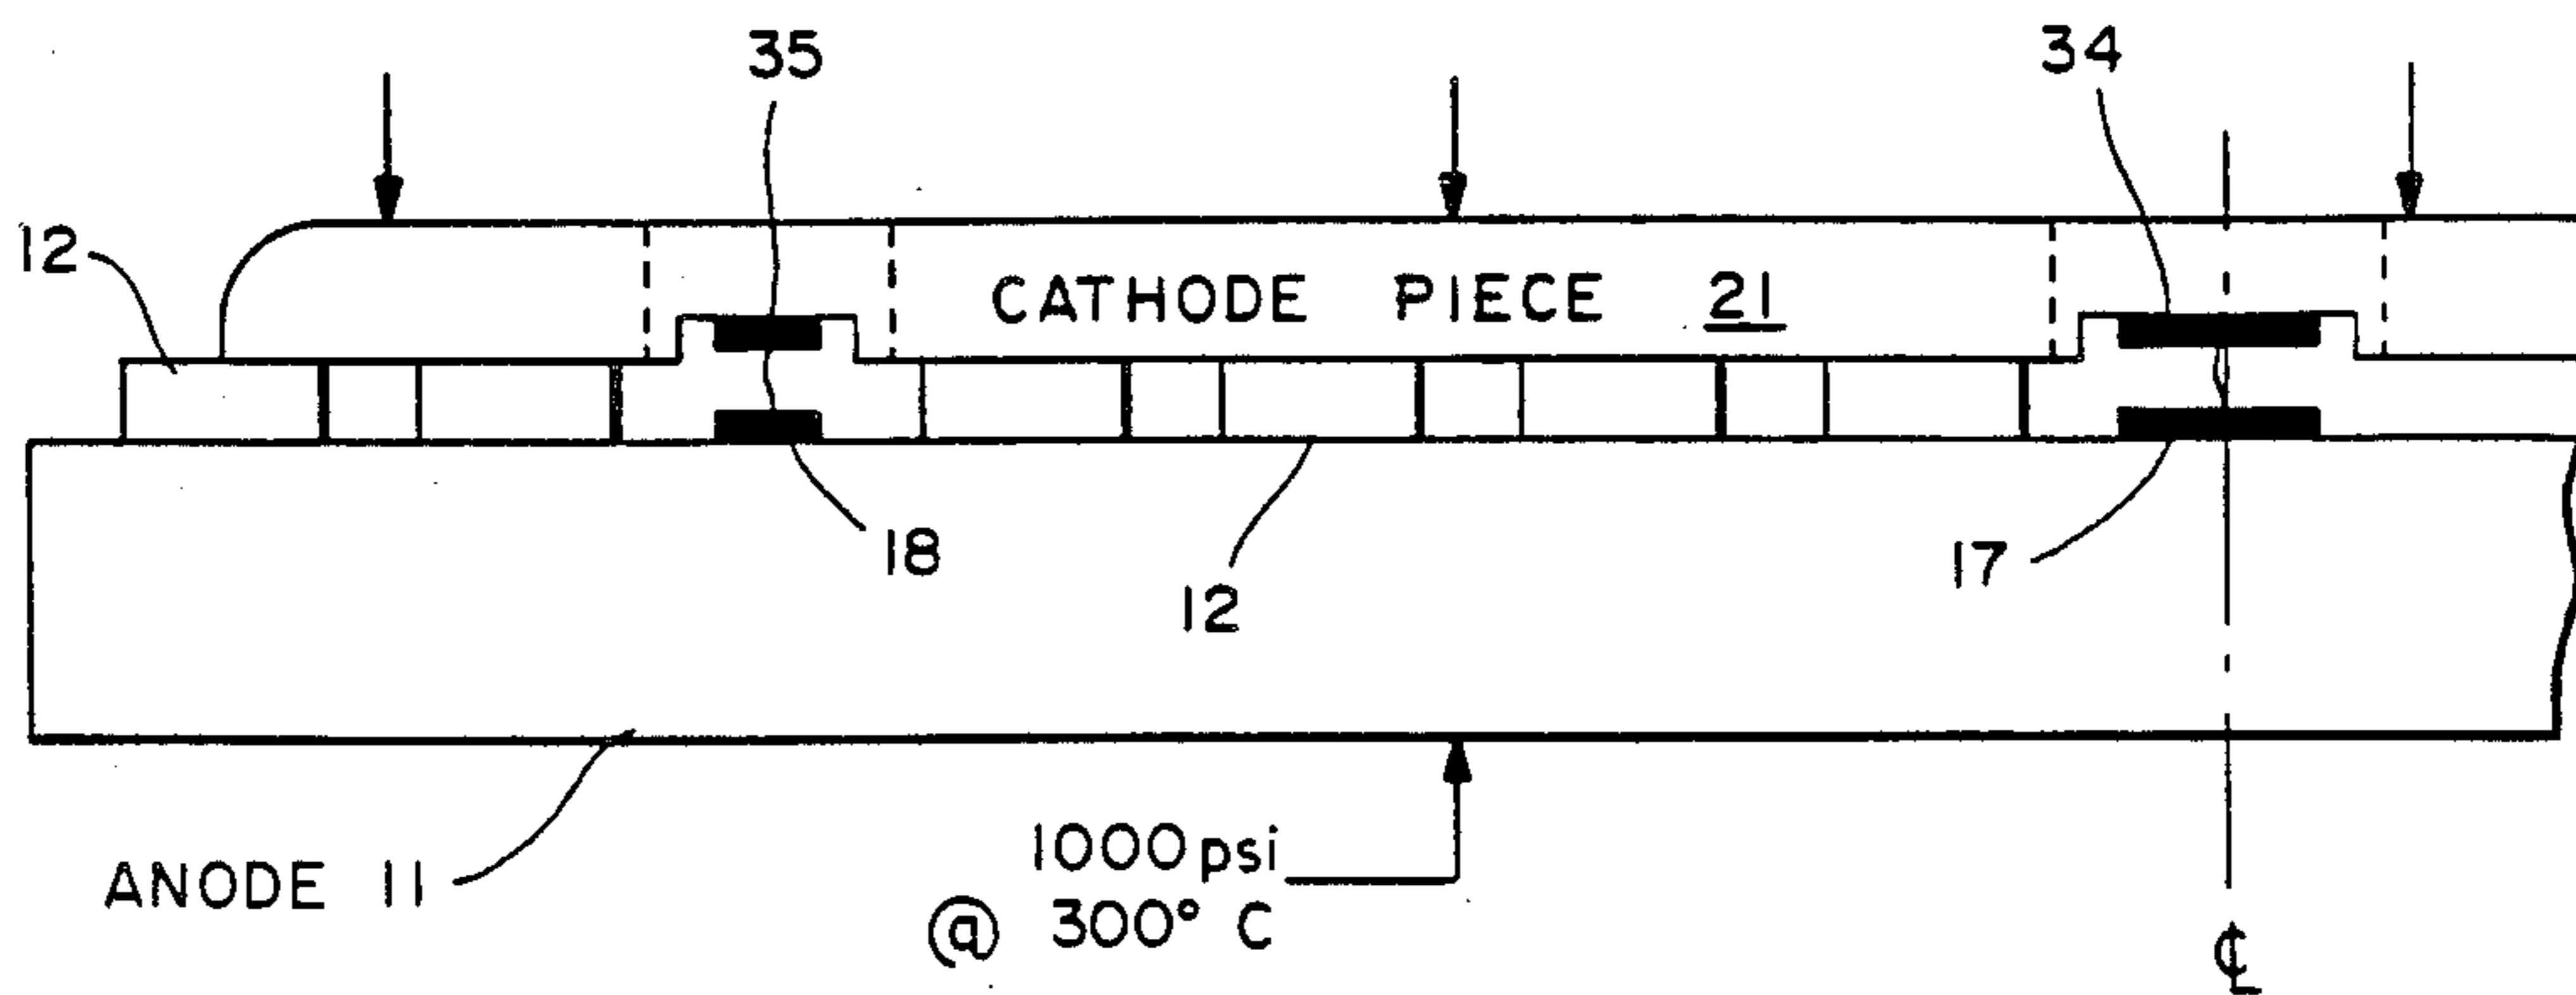 35
34
12
CATHODE PIECE 21
18
12
17
ANODE 11
1000 psi
@ 300° C
℄